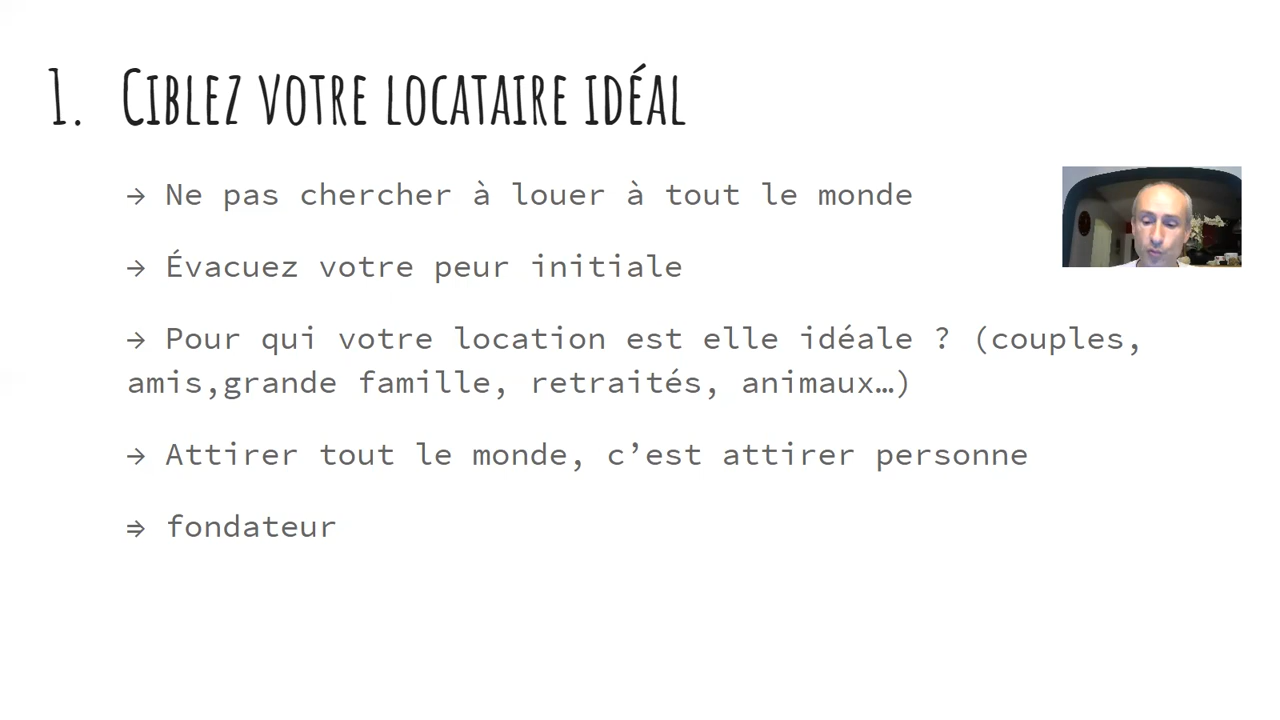 1. Ciblez votre locataire idéal
→ Ne pas chercher à louer à tout le monde
→ Évacuez votre peur initiale
→ Pour qui votre location est elle idéale ? (couples,
amis,grande famille, retraités, animaux…)
→ Attirer tout le monde, c’est attirer personne
⇒ fondateur